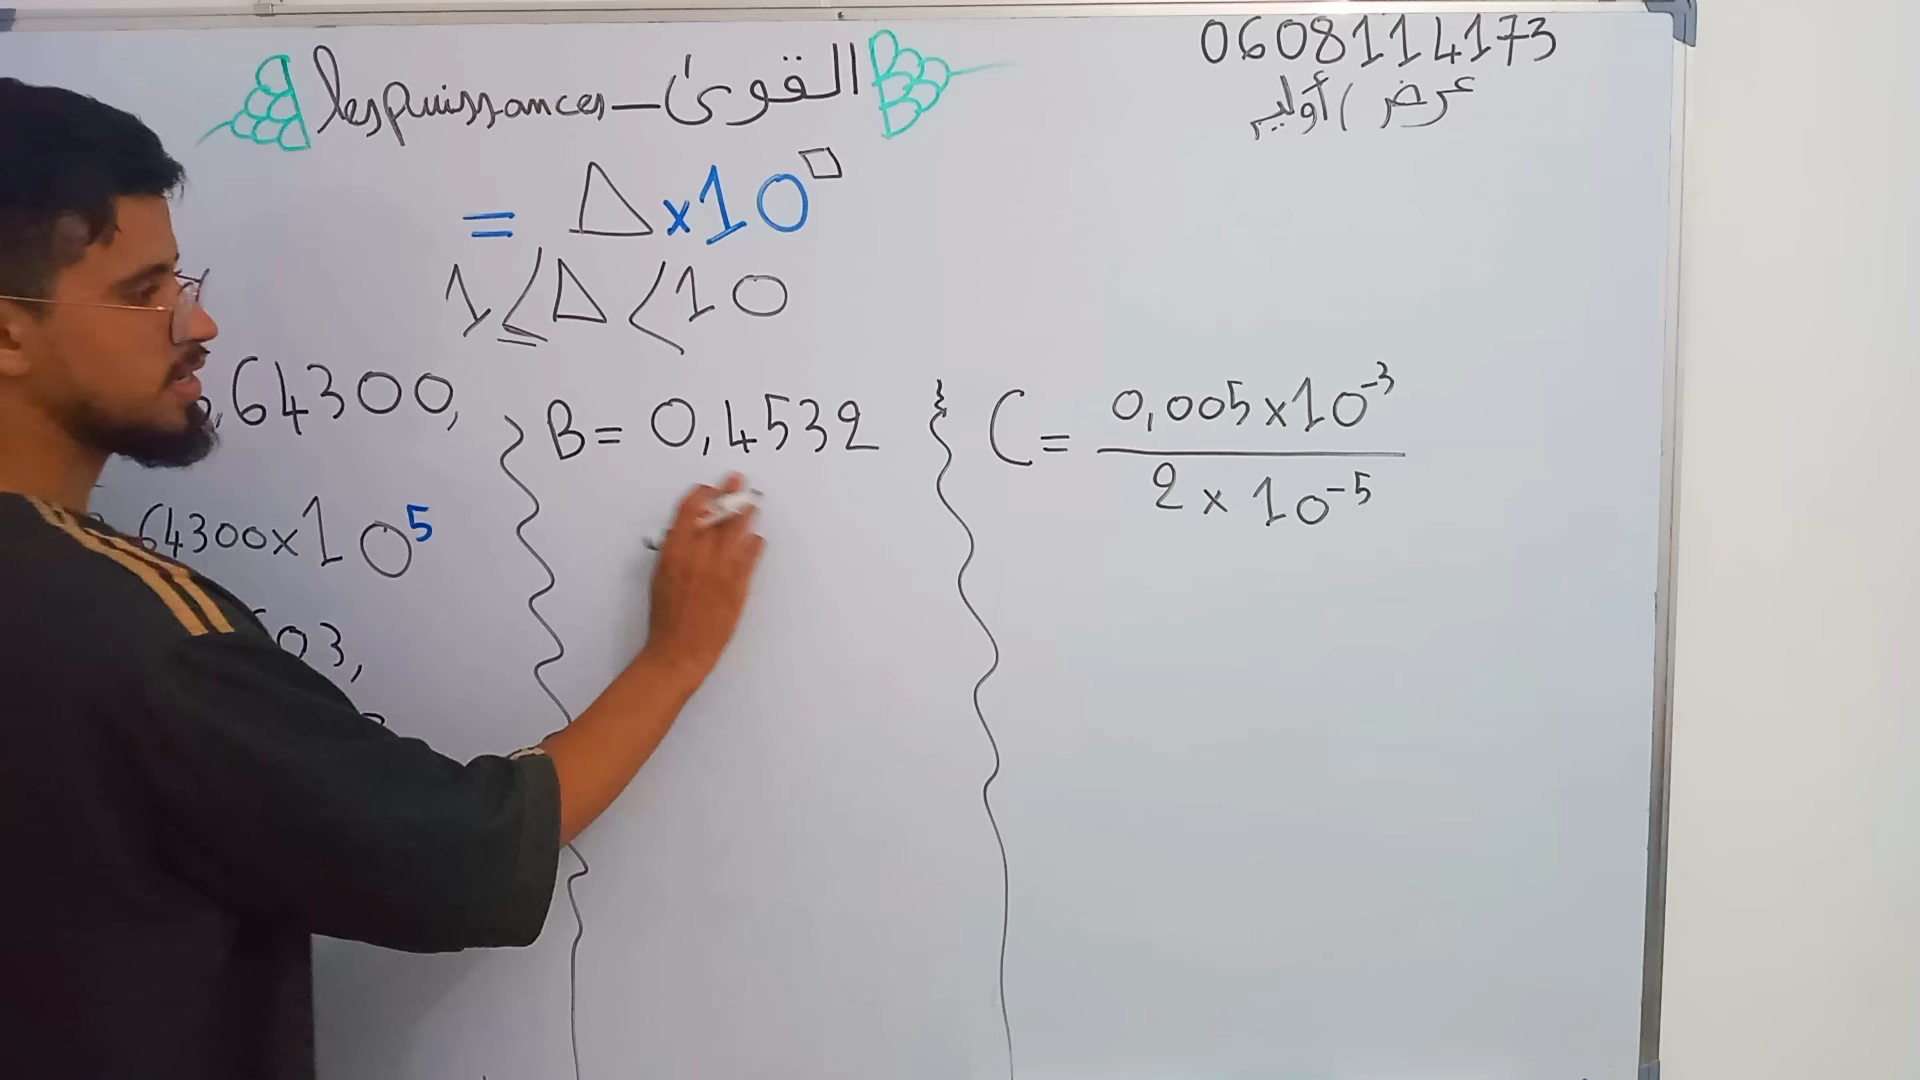 les puissances – القوى
0608114173
عرض / أولير
= Δ × 10□
1 ≤ Δ < 10
,64300,
64300 × 10⁵
03,
B = 0,4532
C = 0,005 × 10⁻³
2 × 10⁻⁵